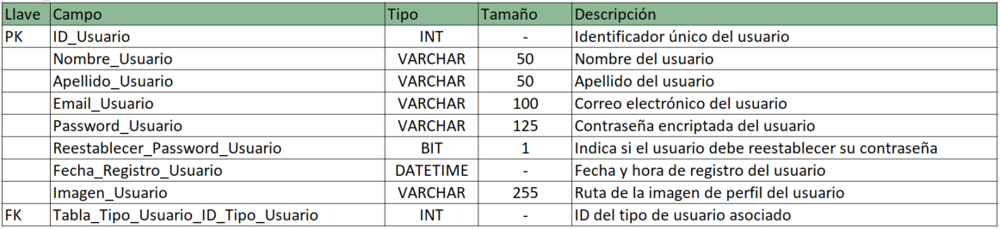 Llave Campo Tipo Tamaño Descripción
PK ID_Usuario INT - Identificador único del usuario
Nombre_Usuario VARCHAR 50 Nombre del usuario
Apellido_Usuario VARCHAR 50 Apellido del usuario
Email_Usuario VARCHAR 100 Correo electrónico del usuario
Password_Usuario VARCHAR 125 Contraseña encriptada del usuario
Reestablecer_Password_Usuario BIT 1 Indica si el usuario debe reestablecer su contraseña
Fecha_Registro_Usuario DATETIME - Fecha y hora de registro del usuario
Imagen_Usuario VARCHAR 255 Ruta de la imagen de perfil del usuario
FK Tabla_Tipo_Usuario_ID_Tipo_Usuario INT - ID del tipo de usuario asociado